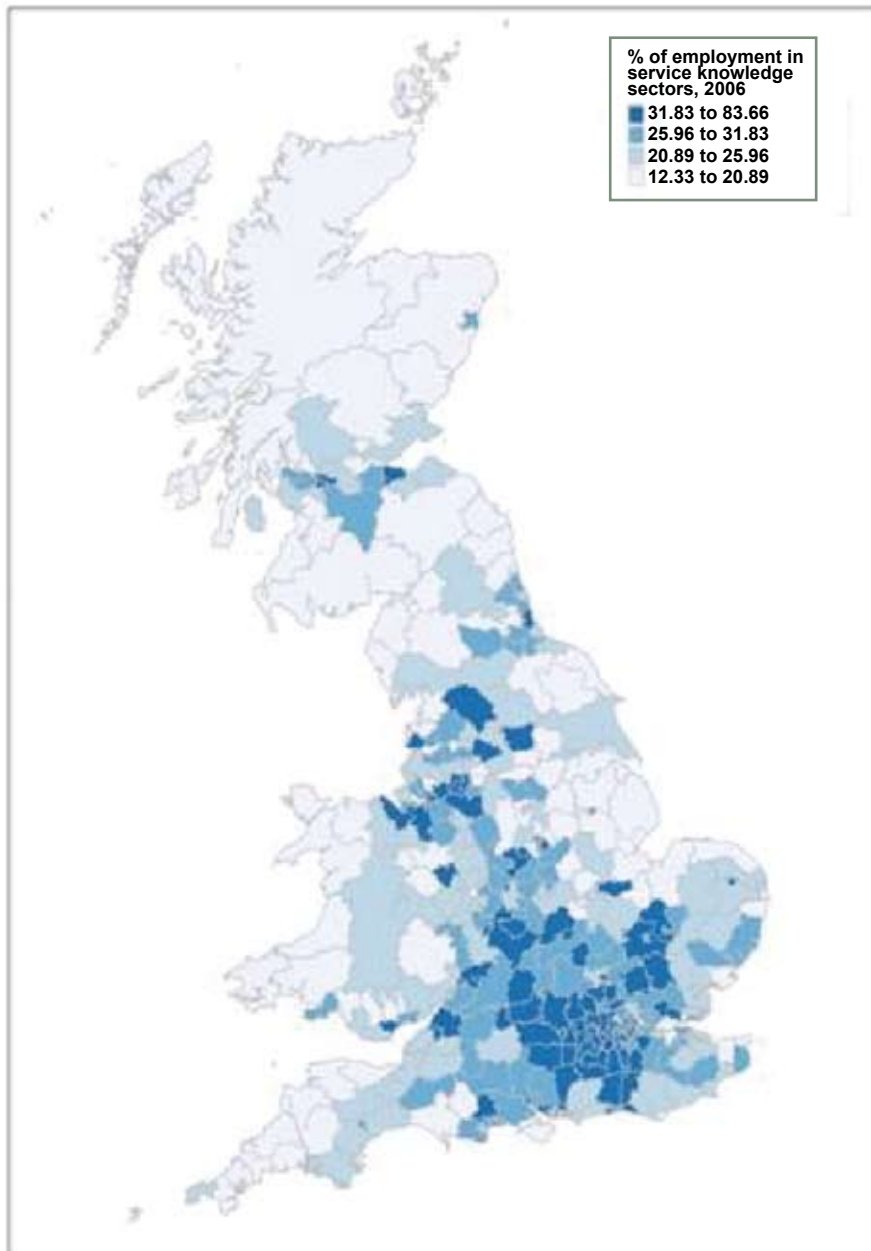 % of employment in
service knowledge
sectors, 2006
31.83 to 83.66
25.96 to 31.83
20.89 to 25.96
12.33 to 20.89